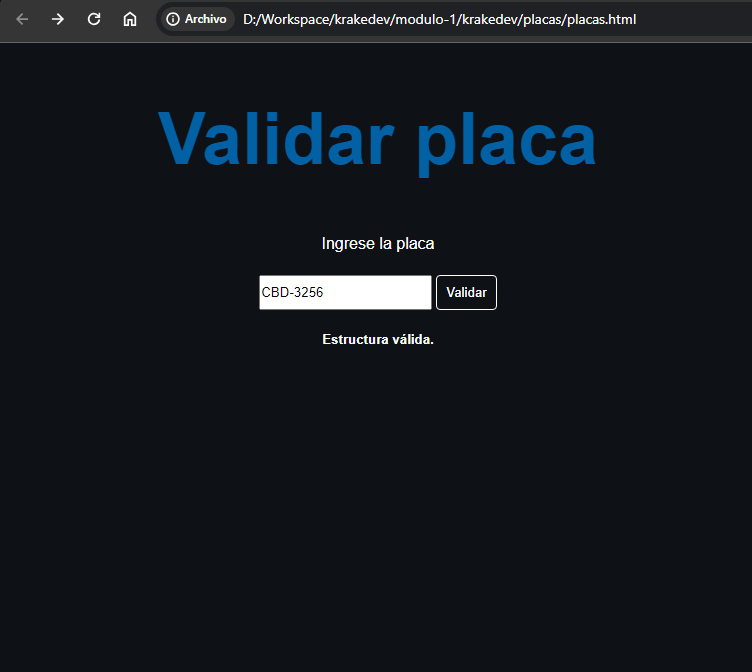 Archivo D:/Workspace/krakedev/modulo-1/krakedev/placas/placas.html
Validar placa
Ingrese la placa
CBD-3256 Validar
Estructura válida.